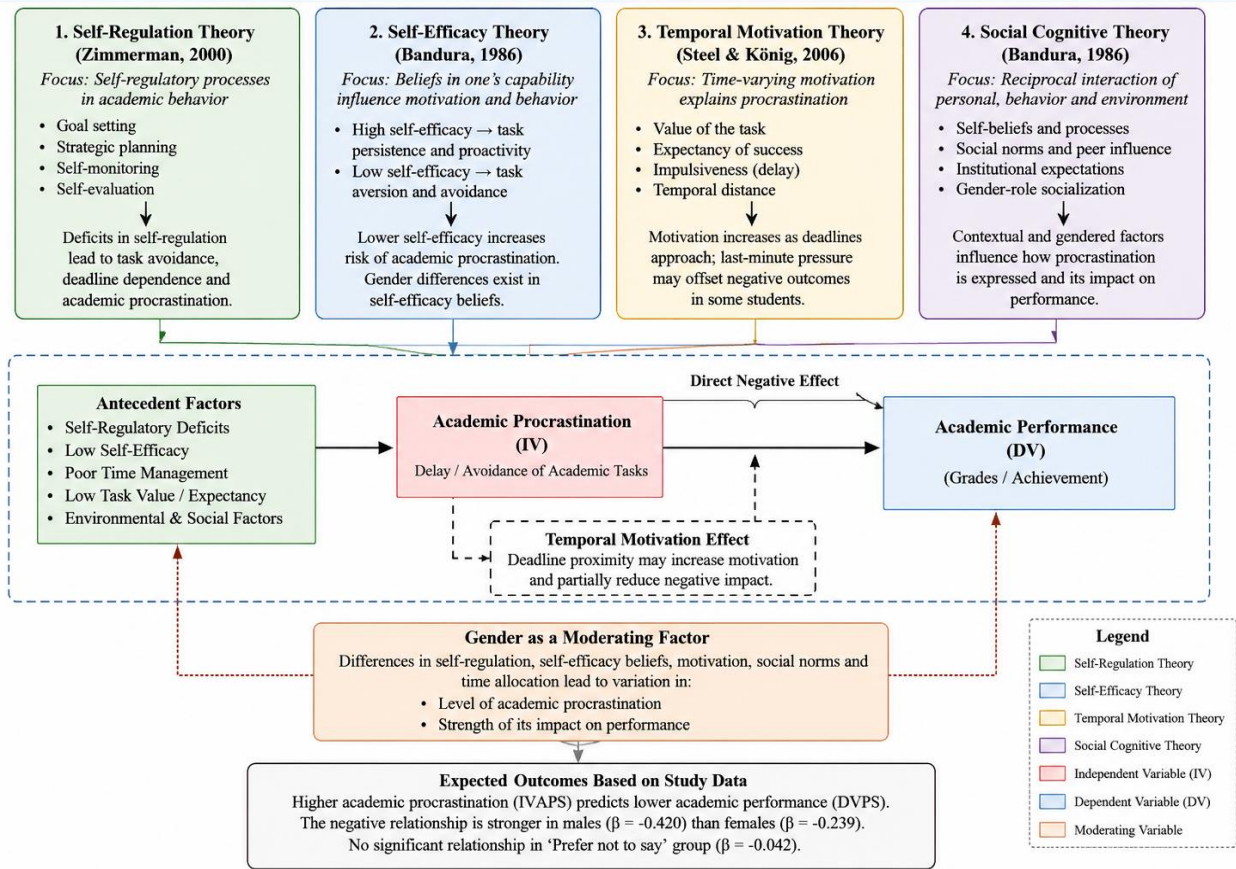 1. Self-Regulation Theory
(Zimmerman, 2000)
Focus: Self-regulatory processes
in academic behavior
• Goal setting
• Strategic planning
• Self-monitoring
• Self-evaluation
Deficits in self-regulation
lead to task avoidance,
deadline dependence and
academic procrastination.
2. Self-Efficacy Theory
(Bandura, 1986)
Focus: Beliefs in one's capability
influence motivation and behavior
• High self-efficacy → task
persistence and proactivity
• Low self-efficacy → task
aversion and avoidance
Lower self-efficacy increases
risk of academic procrastination.
Gender differences exist in
self-efficacy beliefs.
3. Temporal Motivation Theory
(Steel & König, 2006)
Focus: Time-varying motivation
explains procrastination
• Value of the task
• Expectancy of success
• Impulsiveness (delay)
• Temporal distance
Motivation increases as deadlines
approach; last-minute pressure
may offset negative outcomes
in some students.
4. Social Cognitive Theory
(Bandura, 1986)
Focus: Reciprocal interaction of
personal, behavior and environment
• Self-beliefs and processes
• Social norms and peer influence
• Institutional expectations
• Gender-role socialization
Contextual and gendered factors
influence how procrastination
is expressed and its impact on
performance.
Antecedent Factors
• Self-Regulatory Deficits
• Low Self-Efficacy
• Poor Time Management
• Low Task Value / Expectancy
• Environmental & Social Factors
Academic Procrastination
(IV)
Delay / Avoidance of Academic Tasks
Direct Negative Effect
Academic Performance
(DV)
(Grades / Achievement)
Temporal Motivation Effect
Deadline proximity may increase motivation
and partially reduce negative impact.
Gender as a Moderating Factor
Differences in self-regulation, self-efficacy beliefs, motivation, social norms and
time allocation lead to variation in:
• Level of academic procrastination
• Strength of its impact on performance
Expected Outcomes Based on Study Data
Higher academic procrastination (IVAPS) predicts lower academic performance (DVPS).
The negative relationship is stronger in males (β = -0.420) than females (β = -0.239).
No significant relationship in 'Prefer not to say' group (β = -0.042).
Legend
Self-Regulation Theory
Self-Efficacy Theory
Temporal Motivation Theory
Social Cognitive Theory
Independent Variable (IV)
Dependent Variable (DV)
Moderating Variable